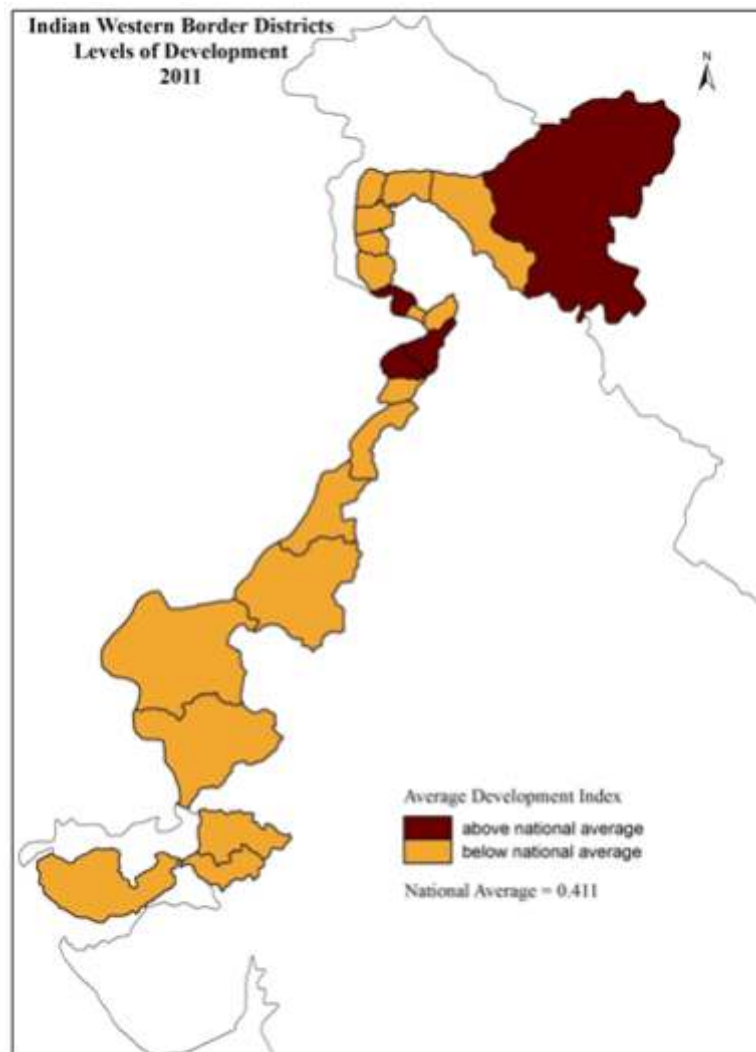 Indian Western Border Districts
Levels of Development
2011
N
Average Development Index
above national average
below national average
National Average = 0.411